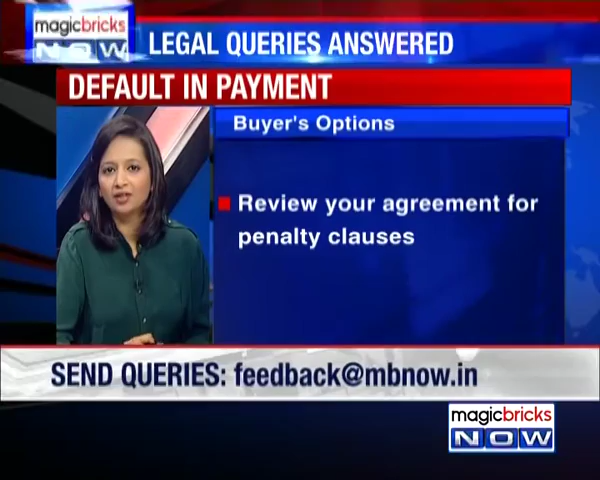 magicbricks
NOW
LEGAL QUERIES ANSWERED
DEFAULT IN PAYMENT
Buyer's Options
Review your agreement for
penalty clauses
SEND QUERIES: feedback@mbnow.in
magicbricks
NOW